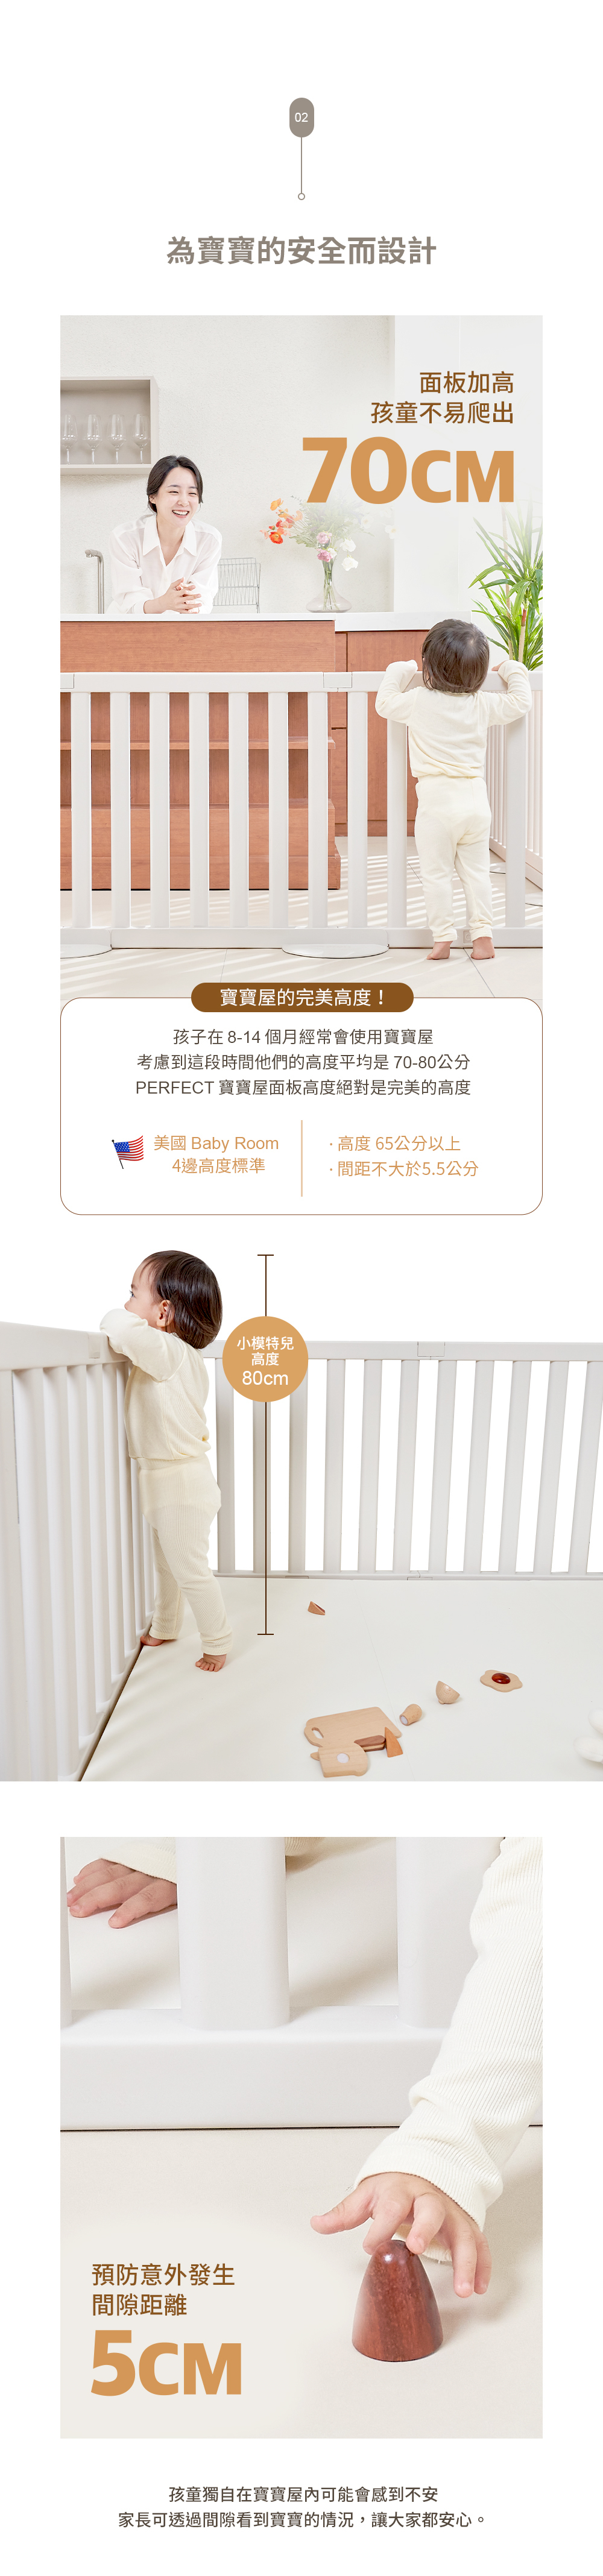 02
為寶寶的安全而設計
面板加高
孩童不易爬出
70CM
寶寶屋的完美高度！
孩子在 8-14 個月經常會使用寶寶屋
考慮到這段時間他們的高度平均是 70-80公分
PERFECT 寶寶屋面板高度絕對是完美的高度
美國 Baby Room
4邊高度標準
· 高度 65公分以上
· 間距不大於5.5公分
小模特兒
高度
80cm
預防意外發生
間隙距離
5CM
孩童獨自在寶寶屋內可能會感到不安
家長可透過間隙看到寶寶的情況，讓大家都安心。